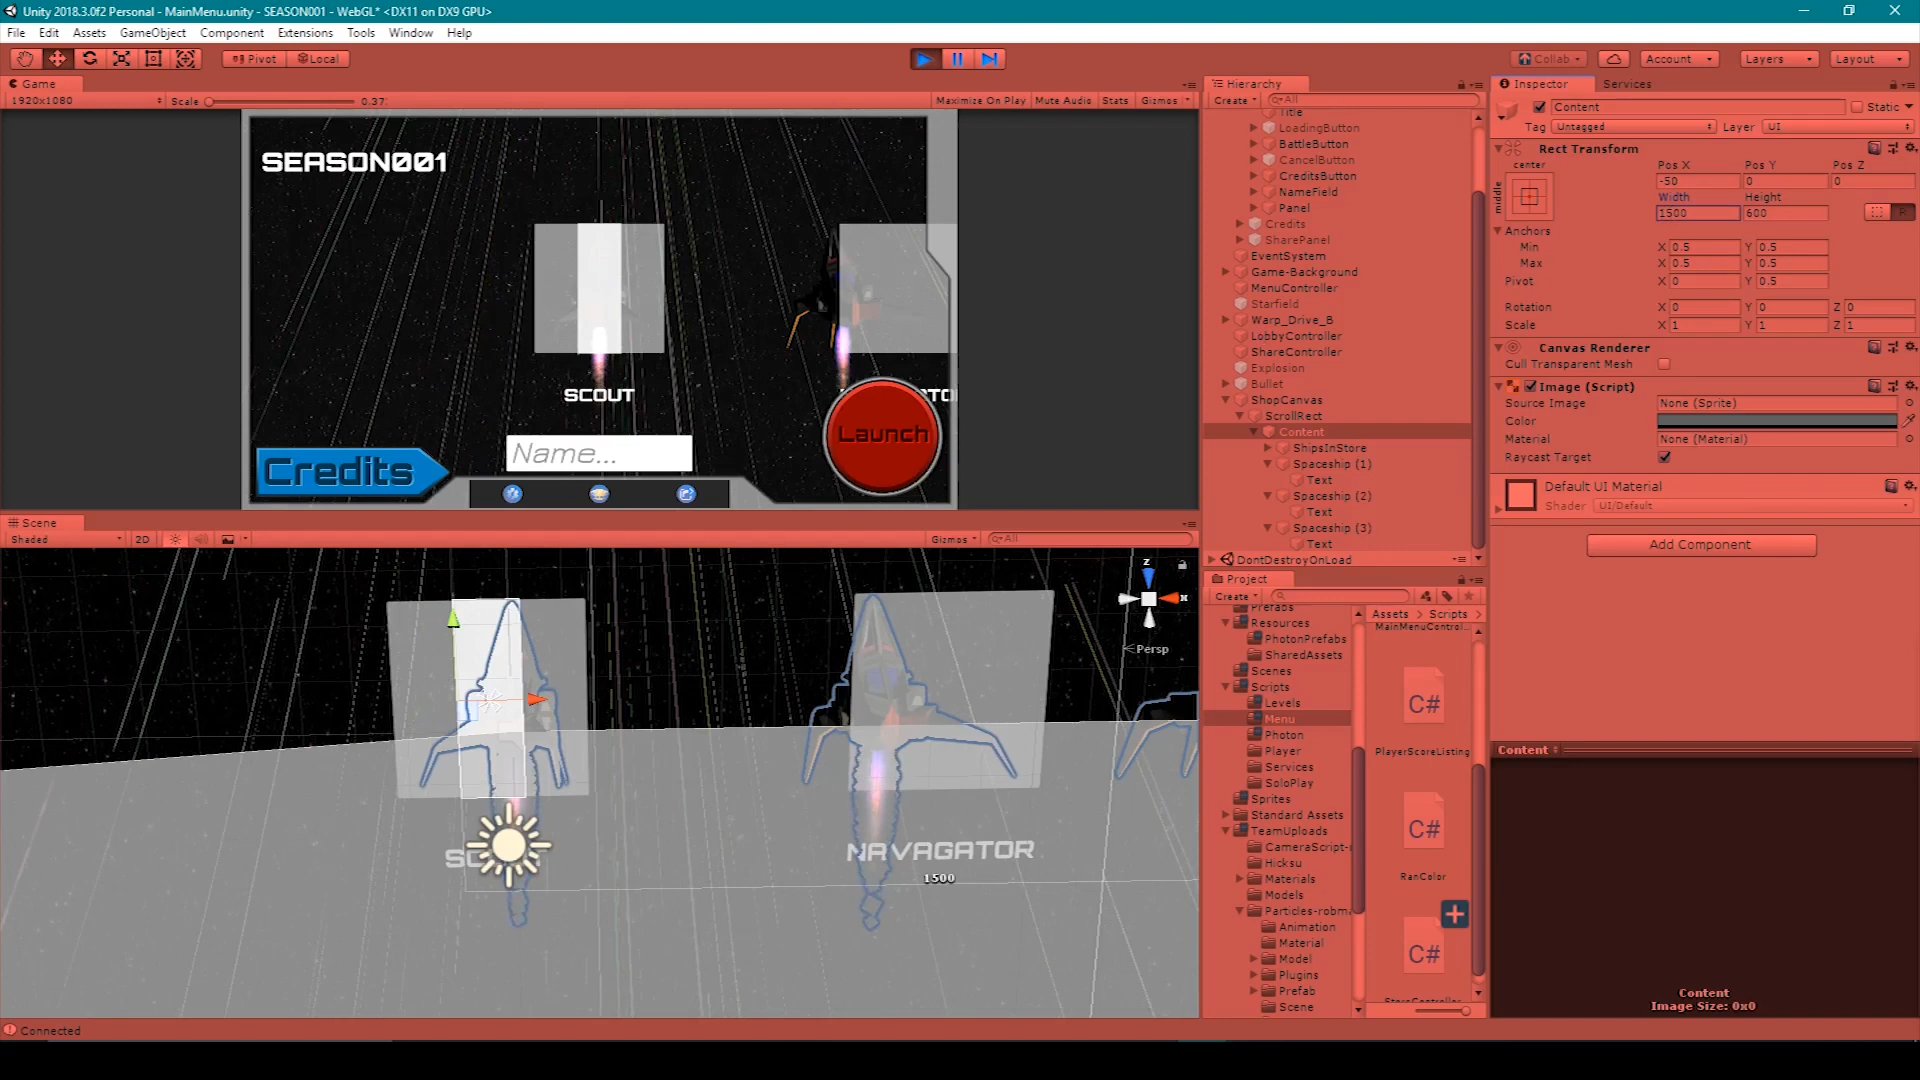 Unity 2018.3.0f2 Personal - MainMenu.unity - SEASON001 - WebGL* <DX11 on DX9 GPU>
File Edit Assets GameObject Component Extensions Tools Window Help
Pivot Local Collab Account Layers Layout
Game
1920x1080 Scale 0.37: Maximize On Play Mute Audio Stats Gizmos
SEASON001
SCOUT
Launch
Name...
Credits
Scene
Shaded 2D Gizmos All
Z
X
Persp
NAVAGATOR
1500
Connected
Hierarchy
Create All
Title
LoadingButton
BattleButton
CancelButton
CreditsButton
NameField
Panel
Credits
SharePanel
EventSystem
Game-Background
MenuController
Starfield
Warp_Drive_B
LobbyController
ShareController
Explosion
Bullet
ShopCanvas
ScrollRect
Content
ShipsInStore
Spaceship (1)
Text
Spaceship (2)
Text
Spaceship (3)
Text
DontDestroyOnLoad
Project
Create
Prefabs
Resources
PhotonPrefabs
SharedAssets
Scenes
Scripts
Levels
Menu
Photon
Player
Services
SoloPlay
Sprites
Standard Assets
TeamUploads
CameraScript-
Hicksu
Materials
Models
Particles-robma
Animation
Material
Model
Plugins
Prefab
Scene
Assets > Scripts >
MainMenuControl...
C#
PlayerScoreListing
C#
RanColor
C#
Inspector Services
Content Static
Tag Untagged Layer UI
Rect Transform
center
middle
Pos X Pos Y Pos Z
-50 0 0
Width Height
1500 600
R
Anchors
Min X 0.5 Y 0.5
Max X 0.5 Y 0.5
Pivot X 0 Y 0.5
Rotation X 0 Y 0 Z 0
Scale X 1 Y 1 Z 1
Canvas Renderer
Cull Transparent Mesh
Image (Script)
Source Image None (Sprite)
Color
Material None (Material)
Raycast Target
Default UI Material
Shader UI/Default
Add Component
Content
Content
Image Size: 0x0